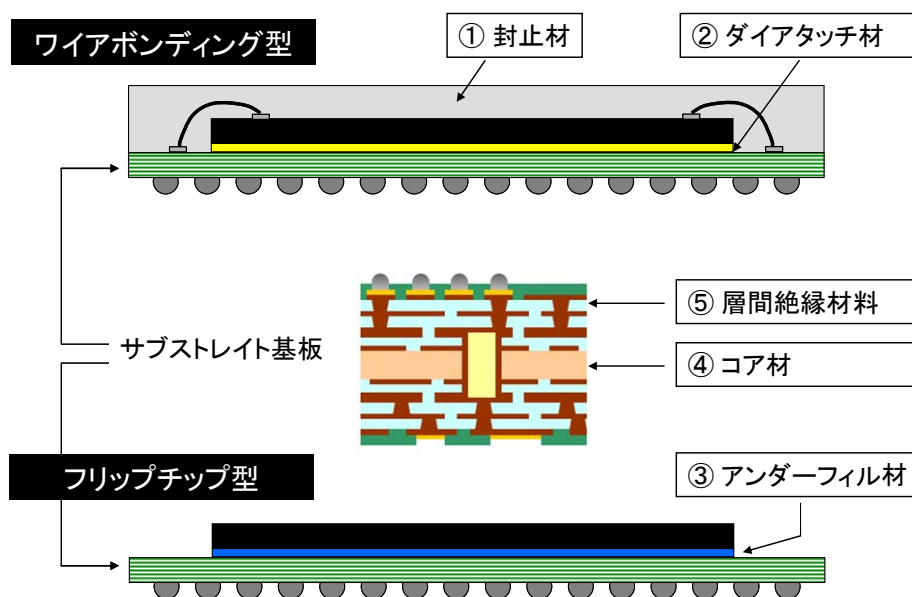 ワイアボンディング型
① 封止材
② ダイアタッチ材
⑤ 層間絶縁材料
サブストレイト基板
④ コア材
フリップチップ型
③ アンダーフィル材